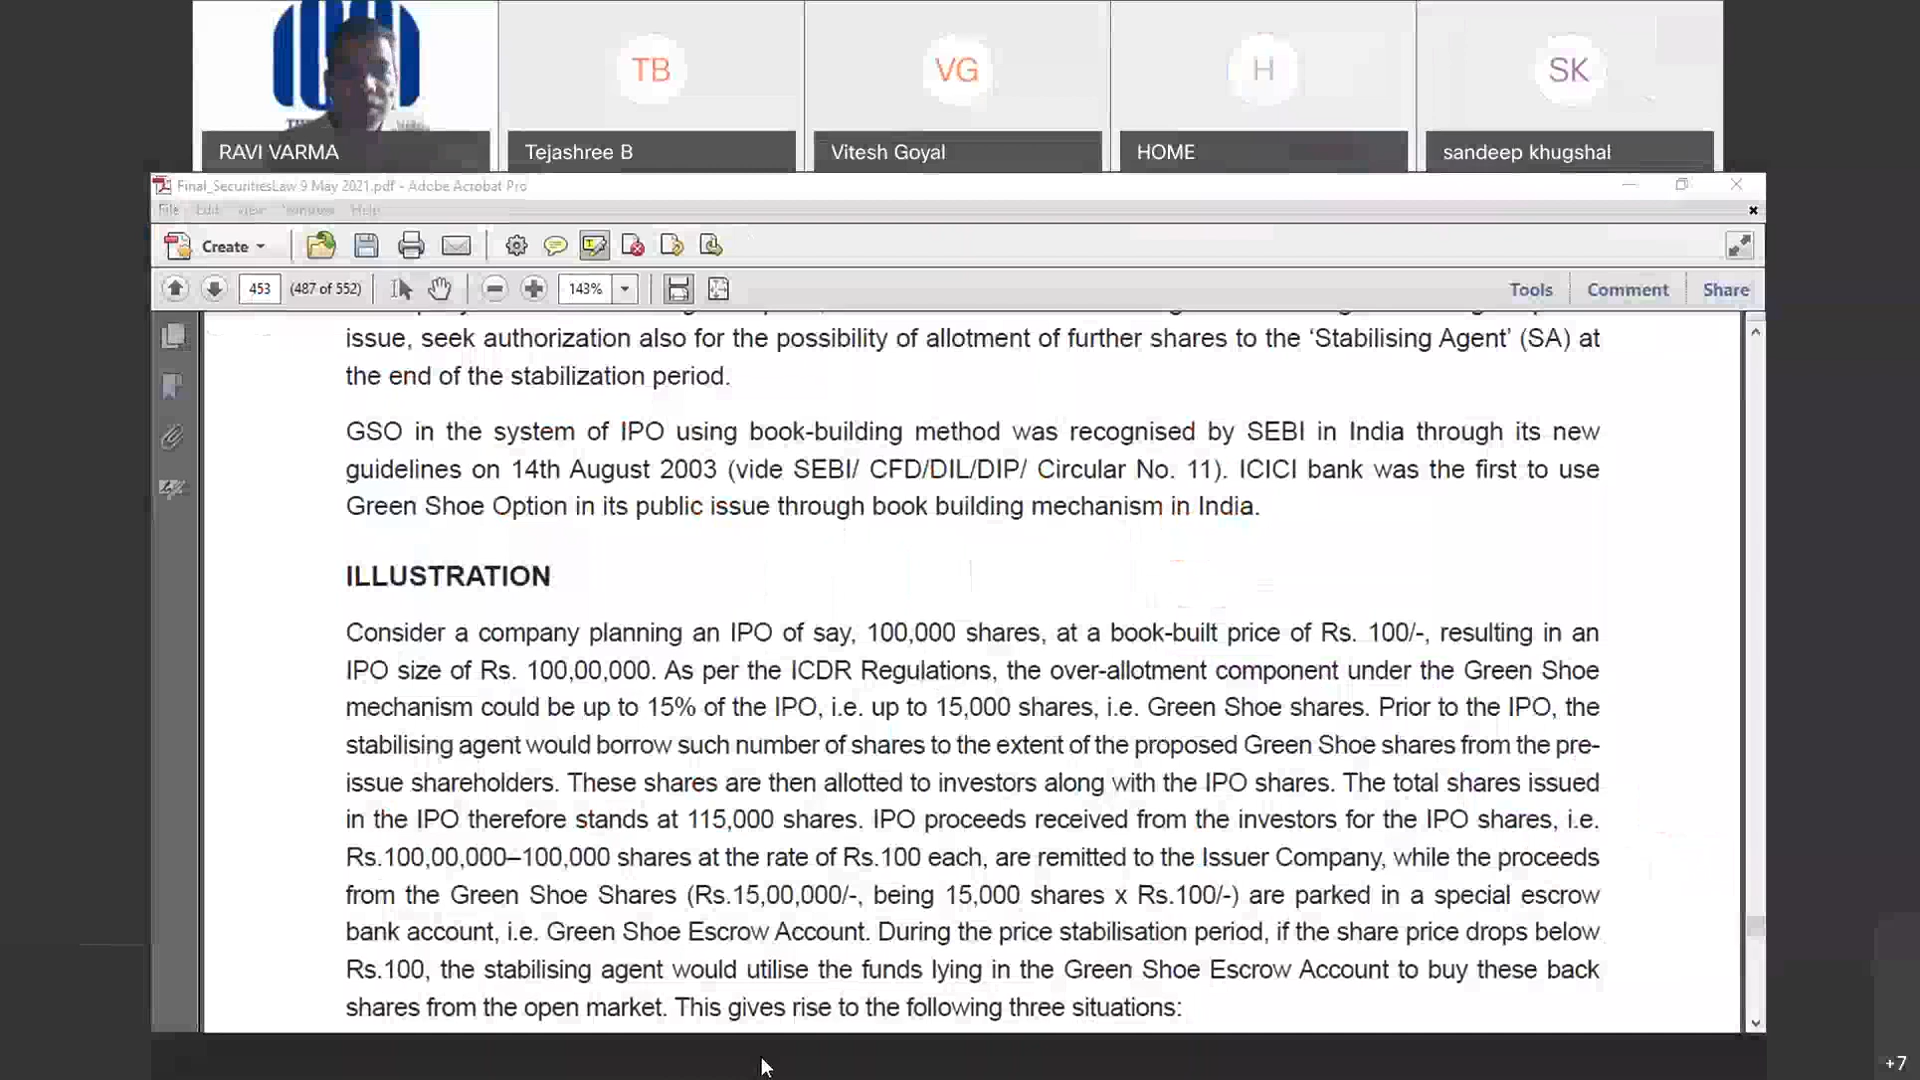 TB
VG
H
SK
RAVI VARMA
Tejashree B
Vitesh Goyal
HOME
sandeep khugshal
Final_SecuritiesLaw 9 May 2021.pdf - Adobe Acrobat Pro
File Edit View Window Help
Create
453 (487 of 552) 143% Tools Comment Share
issue, seek authorization also for the possibility of allotment of further shares to the ‘Stabilising Agent’ (SA) at
the end of the stabilization period.
GSO in the system of IPO using book-building method was recognised by SEBI in India through its new
guidelines on 14th August 2003 (vide SEBI/ CFD/DIL/DIP/ Circular No. 11). ICICI bank was the first to use
Green Shoe Option in its public issue through book building mechanism in India.
ILLUSTRATION
Consider a company planning an IPO of say, 100,000 shares, at a book-built price of Rs. 100/-, resulting in an
IPO size of Rs. 100,00,000. As per the ICDR Regulations, the over-allotment component under the Green Shoe
mechanism could be up to 15% of the IPO, i.e. up to 15,000 shares, i.e. Green Shoe shares. Prior to the IPO, the
stabilising agent would borrow such number of shares to the extent of the proposed Green Shoe shares from the pre-
issue shareholders. These shares are then allotted to investors along with the IPO shares. The total shares issued
in the IPO therefore stands at 115,000 shares. IPO proceeds received from the investors for the IPO shares, i.e.
Rs.100,00,000–100,000 shares at the rate of Rs.100 each, are remitted to the Issuer Company, while the proceeds
from the Green Shoe Shares (Rs.15,00,000/-, being 15,000 shares x Rs.100/-) are parked in a special escrow
bank account, i.e. Green Shoe Escrow Account. During the price stabilisation period, if the share price drops below
Rs.100, the stabilising agent would utilise the funds lying in the Green Shoe Escrow Account to buy these back
shares from the open market. This gives rise to the following three situations:
+7